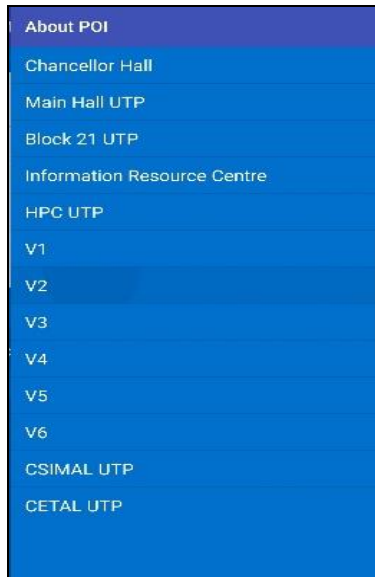 About POI
Chancellor Hall
Main Hall UTP
Block 21 UTP
Information Resource Centre
HPC UTP
V1
V2
V3
V4
V5
V6
CSIMAL UTP
CETAL UTP